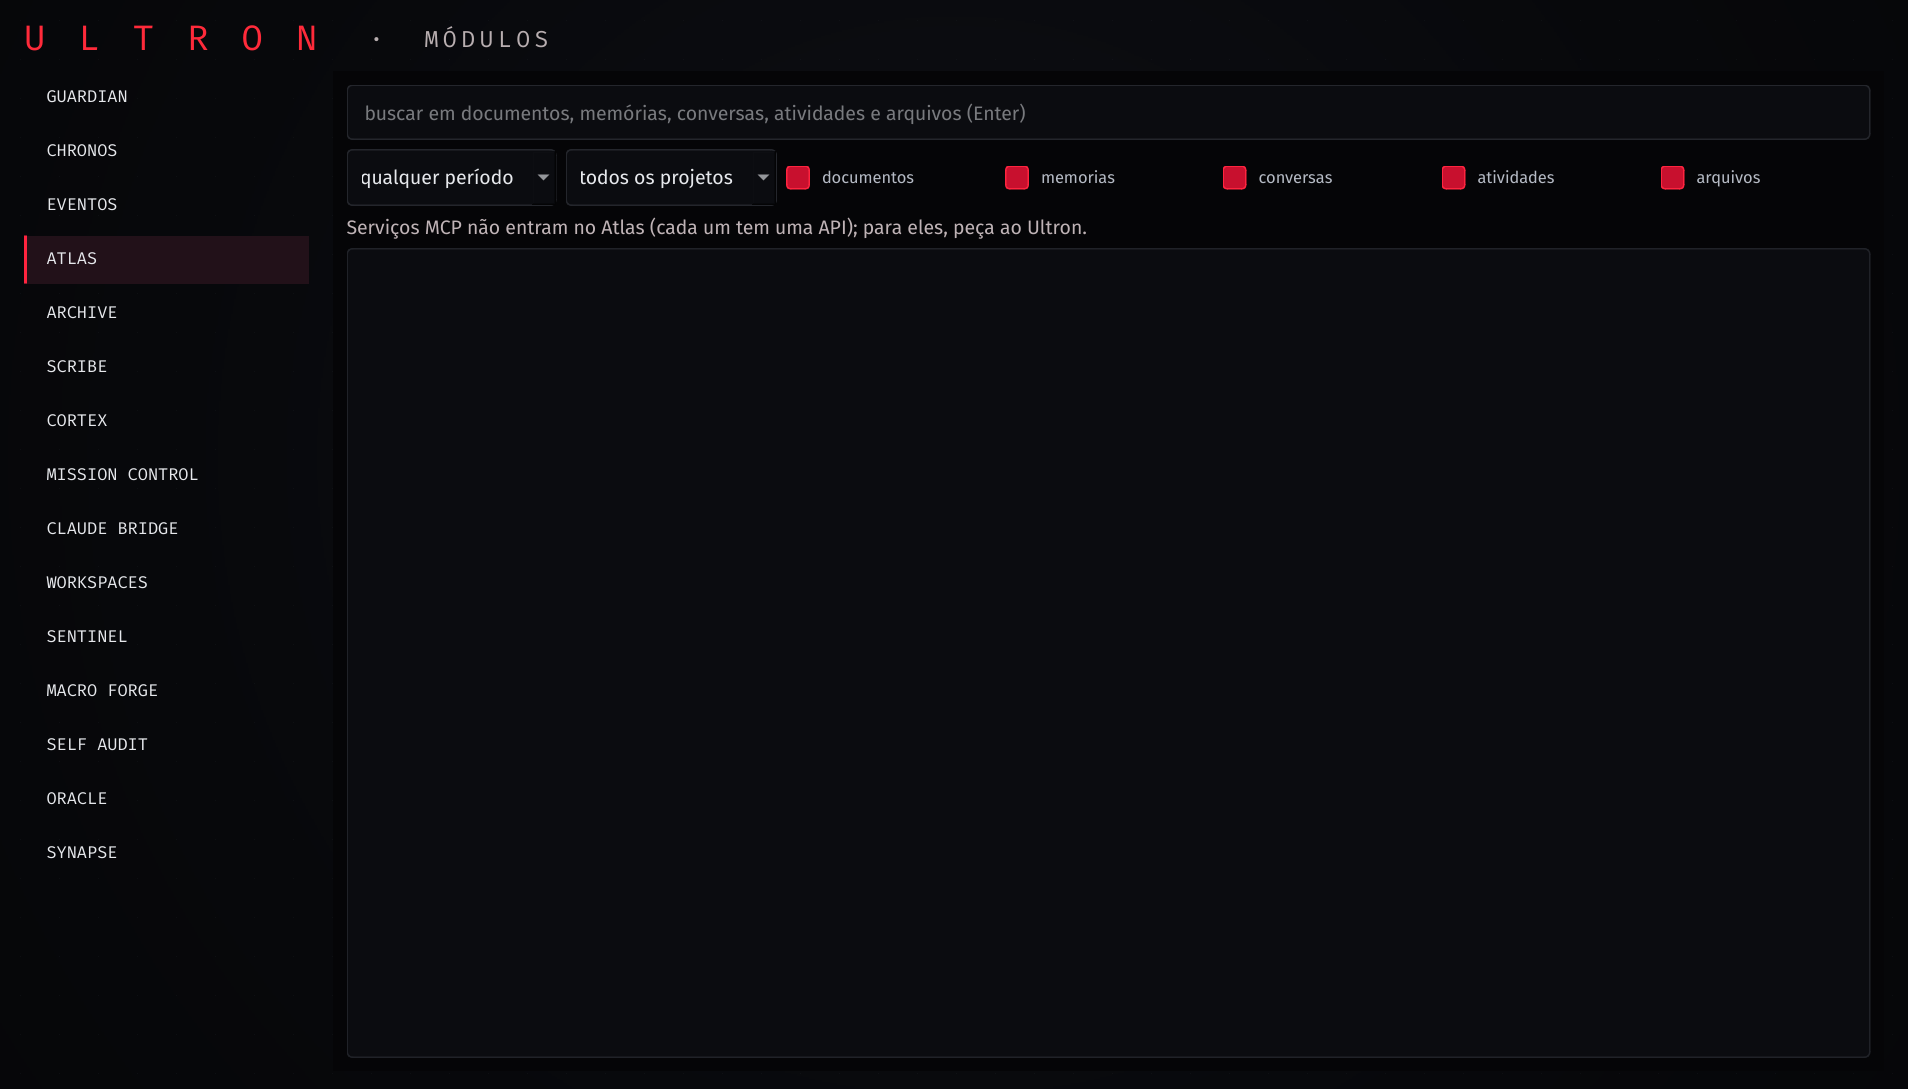 ULTRON · MÓDULOS
GUARDIAN
CHRONOS
EVENTOS
ATLAS
ARCHIVE
SCRIBE
CORTEX
MISSION CONTROL
CLAUDE BRIDGE
WORKSPACES
SENTINEL
MACRO FORGE
SELF AUDIT
ORACLE
SYNAPSE
buscar em documentos, memórias, conversas, atividades e arquivos (Enter)
qualquer período todos os projetos documentos memorias conversas atividades arquivos
Serviços MCP não entram no Atlas (cada um tem uma API); para eles, peça ao Ultron.